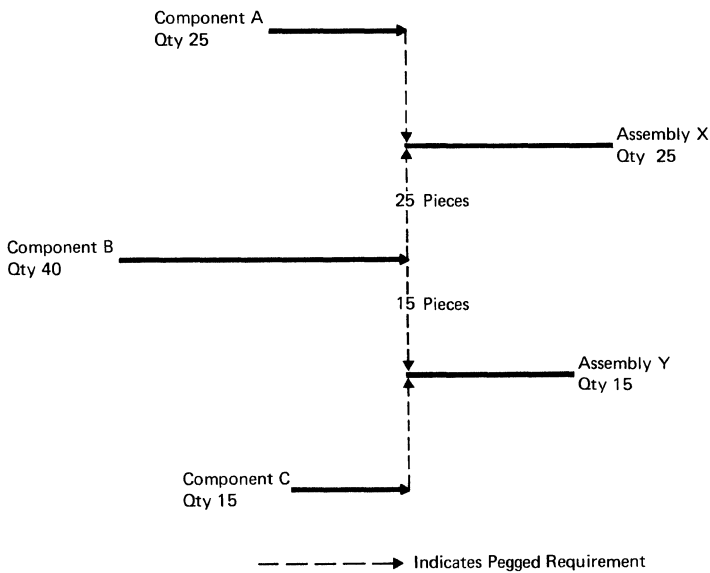 Component A
Qty 25
Assembly X
Qty 25
25 Pieces
Component B
Qty 40
15 Pieces
Assembly Y
Qty 15
Component C
Qty 15
Indicates Pegged Requirement